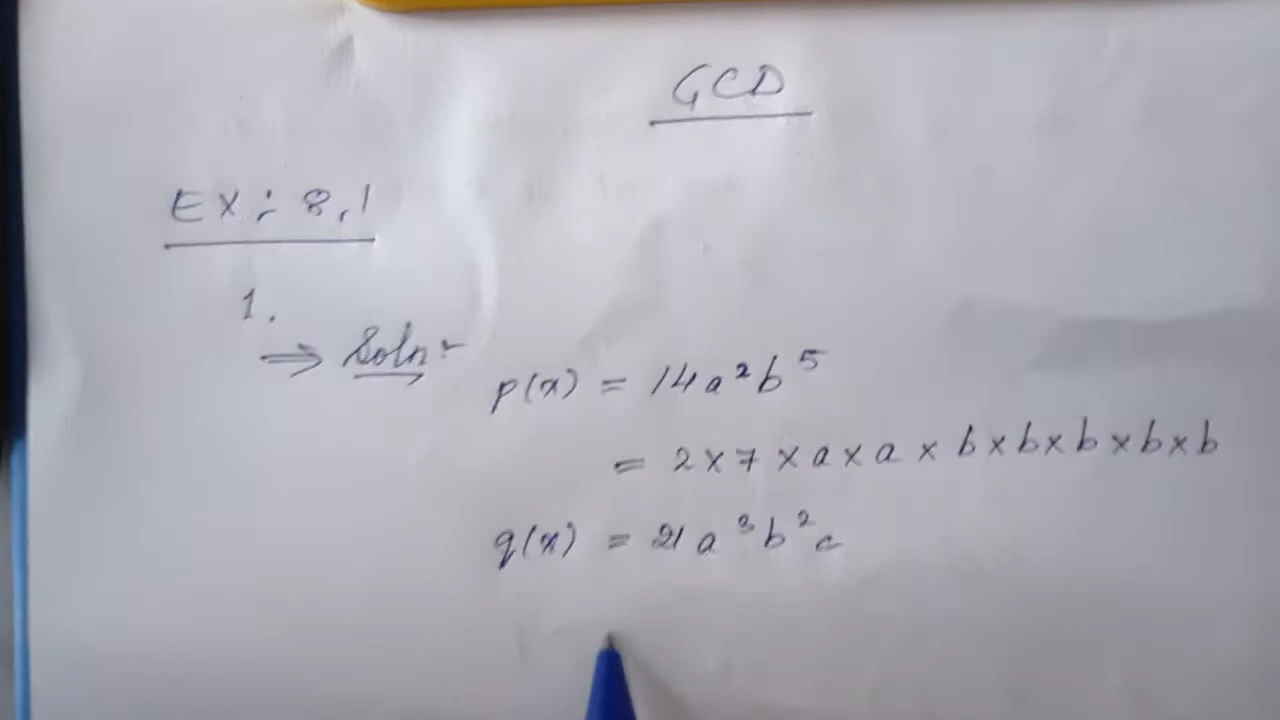 GCD
EX: 8.1
1.
⇒ Soln:-
p(x) = 14a²b⁵
= 2×7×a×a×b×b×b×b×b
q(x) = 21a³b²c